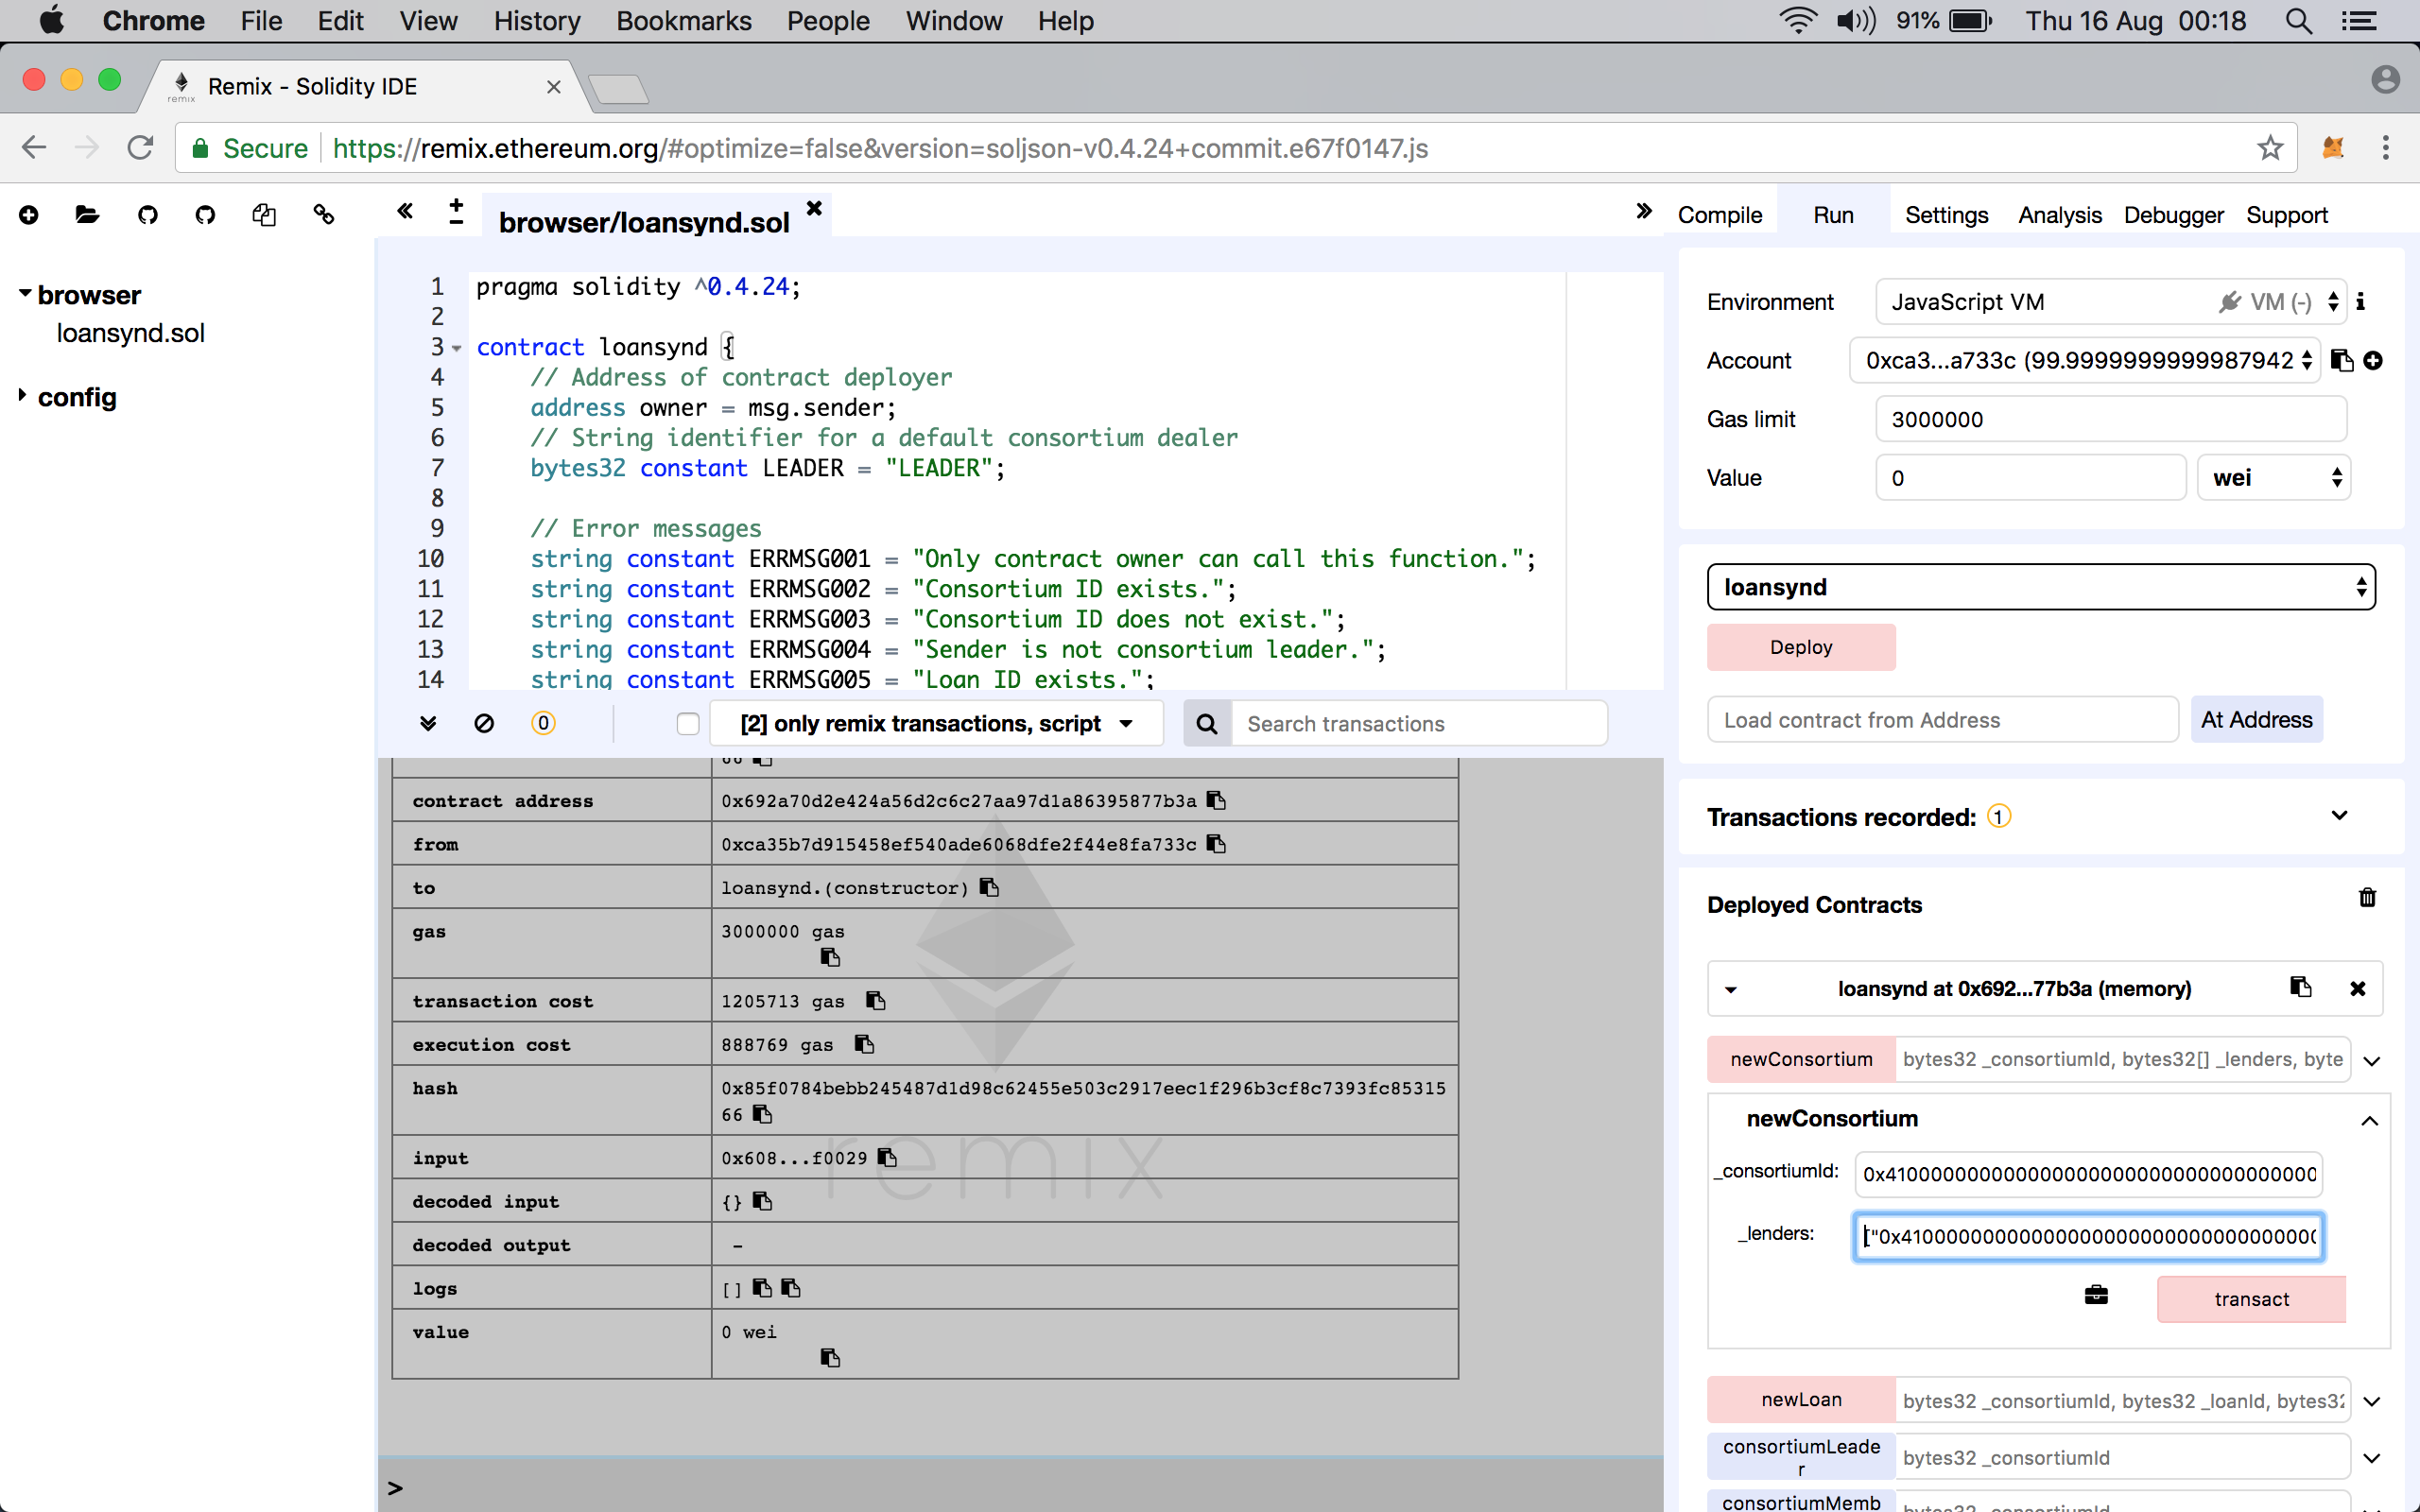 Chrome File Edit View History Bookmarks People Window Help 91% Thu 16 Aug 00:18
remix Remix - Solidity IDE
Secure https://remix.ethereum.org/#optimize=false&version=soljson-v0.4.24+commit.e67f0147.js
browser/loansynd.sol
Compile Run Settings Analysis Debugger Support
browser
loansynd.sol
config
1 pragma solidity ^0.4.24;
2
3 contract loansynd {
4 // Address of contract deployer
5 address owner = msg.sender;
6 // String identifier for a default consortium dealer
7 bytes32 constant LEADER = "LEADER";
8
9 // Error messages
10 string constant ERRMSG001 = "Only contract owner can call this function.";
11 string constant ERRMSG002 = "Consortium ID exists.";
12 string constant ERRMSG003 = "Consortium ID does not exist.";
13 string constant ERRMSG004 = "Sender is not consortium leader.";
14 string constant ERRMSG005 = "Loan ID exists.";
0 [2] only remix transactions, script Search transactions
66
contract address 0x692a70d2e424a56d2c6c27aa97d1a86395877b3a
from 0xca35b7d915458ef540ade6068dfe2f44e8fa733c
to loansynd.(constructor)
gas 3000000 gas
transaction cost 1205713 gas
execution cost 888769 gas
hash 0x85f0784bebb245487d1d98c62455e503c2917eec1f296b3cf8c7393fc85315
66
input 0x608...f0029
decoded input {}
decoded output -
logs []
value 0 wei
remix
>
Environment JavaScript VM VM (-)
Account 0xca3...a733c (99.9999999999987942
Gas limit 3000000
Value 0 wei
loansynd
Deploy
Load contract from Address At Address
Transactions recorded: 1
Deployed Contracts
loansynd at 0x692...77b3a (memory)
newConsortium bytes32 _consortiumId, bytes32[] _lenders, byte
newConsortium
_consortiumId:
_lenders:
transact
newLoan bytes32 _consortiumId, bytes32 _loanId, bytes32
consortiumLeade
r
bytes32 _consortiumId
consortiumMemb